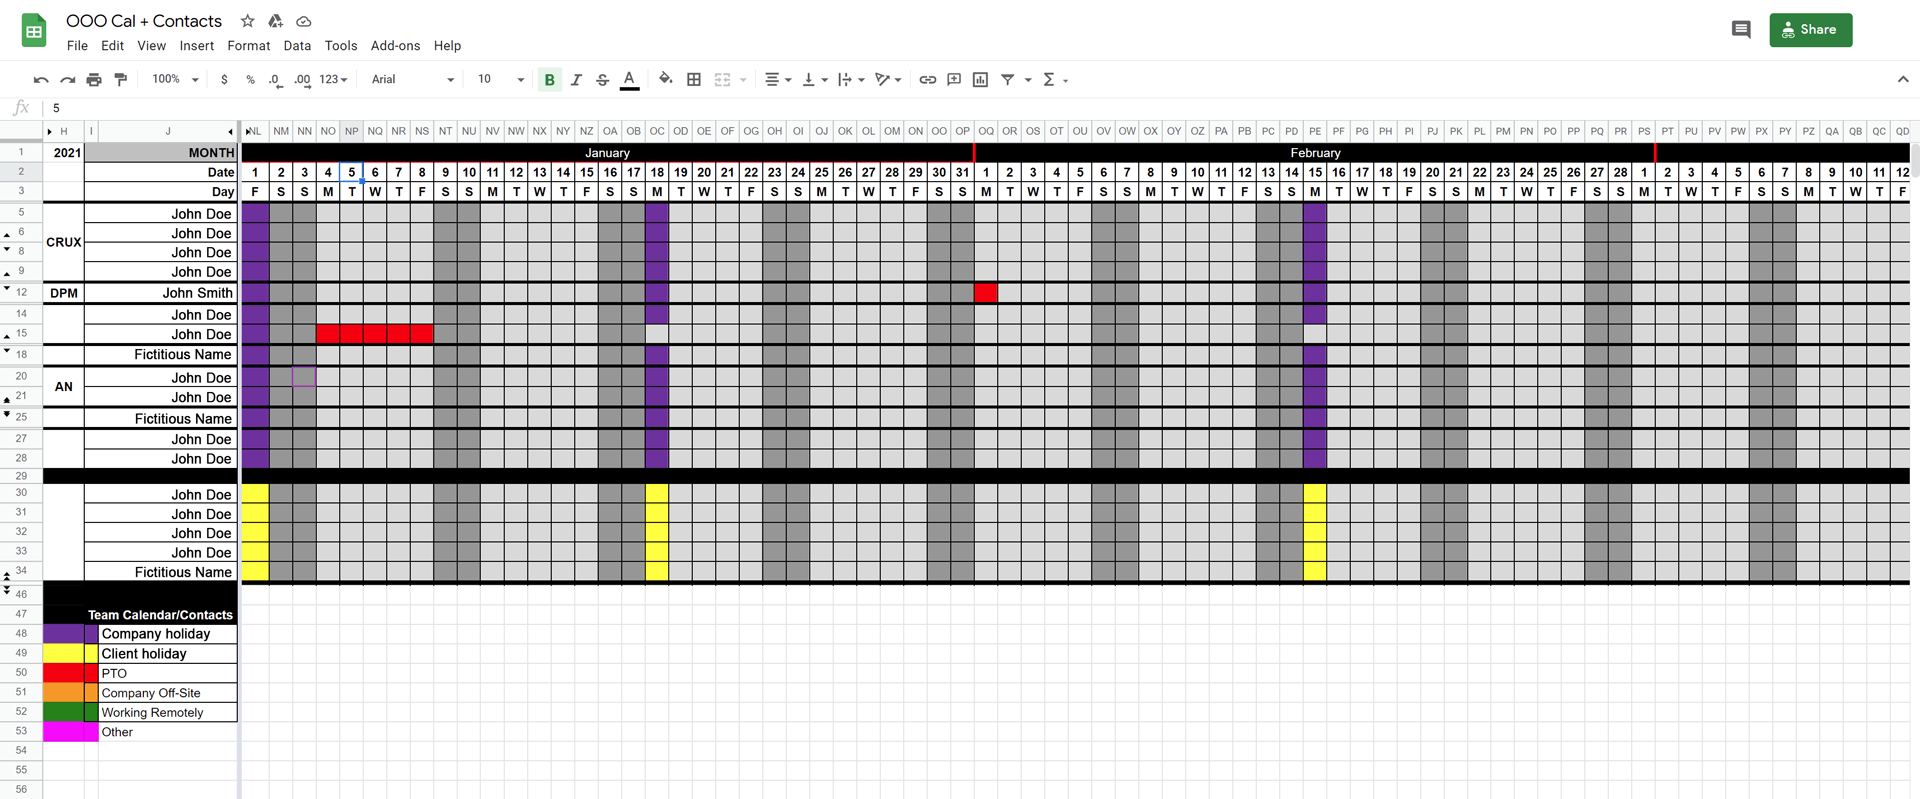 OOO Cal + Contacts
File Edit View Insert Format Data Tools Add-ons Help
Share
100% $ % .0 .00 123 Arial 10 B I S A Σ
fx 5
H I J NL NM NN NO NP NQ NR NS NT NU NV NW NX NY NZ OA OB OC OD OE OF OG OH OI OJ OK OL OM ON OO OP OQ OR OS OT OU OV OW OX OY OZ PA PB PC PD PE PF PG PH PI PJ PK PL PM PN PO PP PQ PR PS PT PU PV PW PX PY PZ QA QB QC QD
1 2021 MONTH January February
2 Date 1 2 3 4 5 6 7 8 9 10 11 12 13 14 15 16 17 18 19 20 21 22 23 24 25 26 27 28 29 30 31 1 2 3 4 5 6 7 8 9 10 11 12 13 14 15 16 17 18 19 20 21 22 23 24 25 26 27 28 1 2 3 4 5 6 7 8 9 10 11 12
3 Day F S S M T W T F S S M T W T F S S M T W T F S S M T W T F S S M T W T F S S M T W T F S S M T W T F S S M T W T F S S M T W T F S S M T W T F
5 John Doe
6 John Doe
CRUX
8 John Doe
9 John Doe
12 DPM John Smith
14 John Doe
15 John Doe
18 Fictitious Name
20 John Doe
AN
21 John Doe
25 Fictitious Name
27 John Doe
28 John Doe
29
30 John Doe
31 John Doe
32 John Doe
33 John Doe
34 Fictitious Name
46
47 Team Calendar/Contacts
48 Company holiday
49 Client holiday
50 PTO
51 Company Off-Site
52 Working Remotely
53 Other
54
55
56